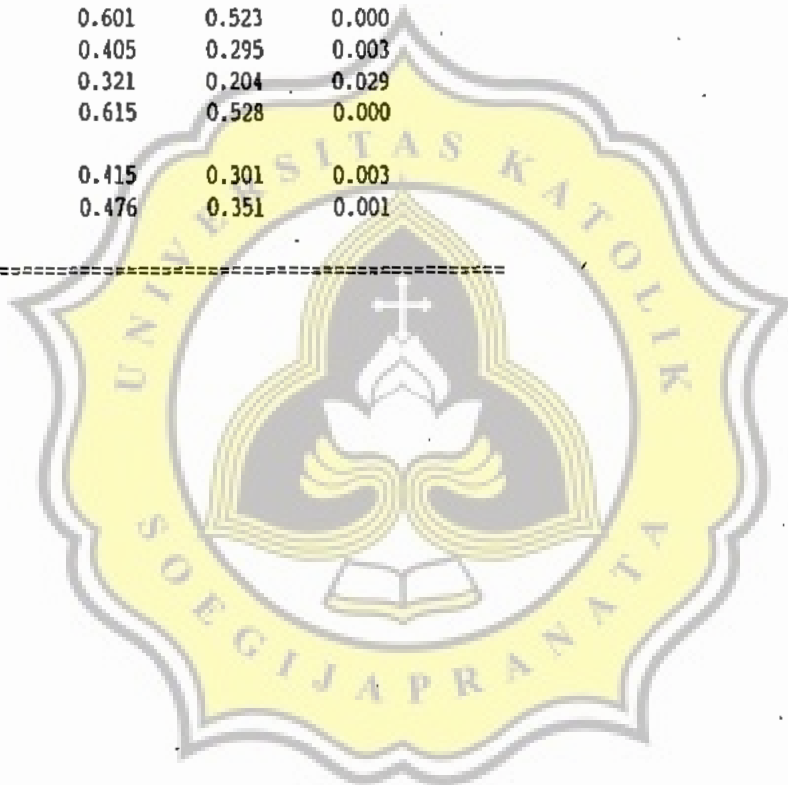 0.601 0.523 0.000
0.405 0.295 0.003
0.321 0.204 0.029
0.615 0.528 0.000
0.415 0.301 0.003
0.476 0.351 0.001
================================================
UNIVERSITAS KATOLIK
SOEGIJAPRANATA